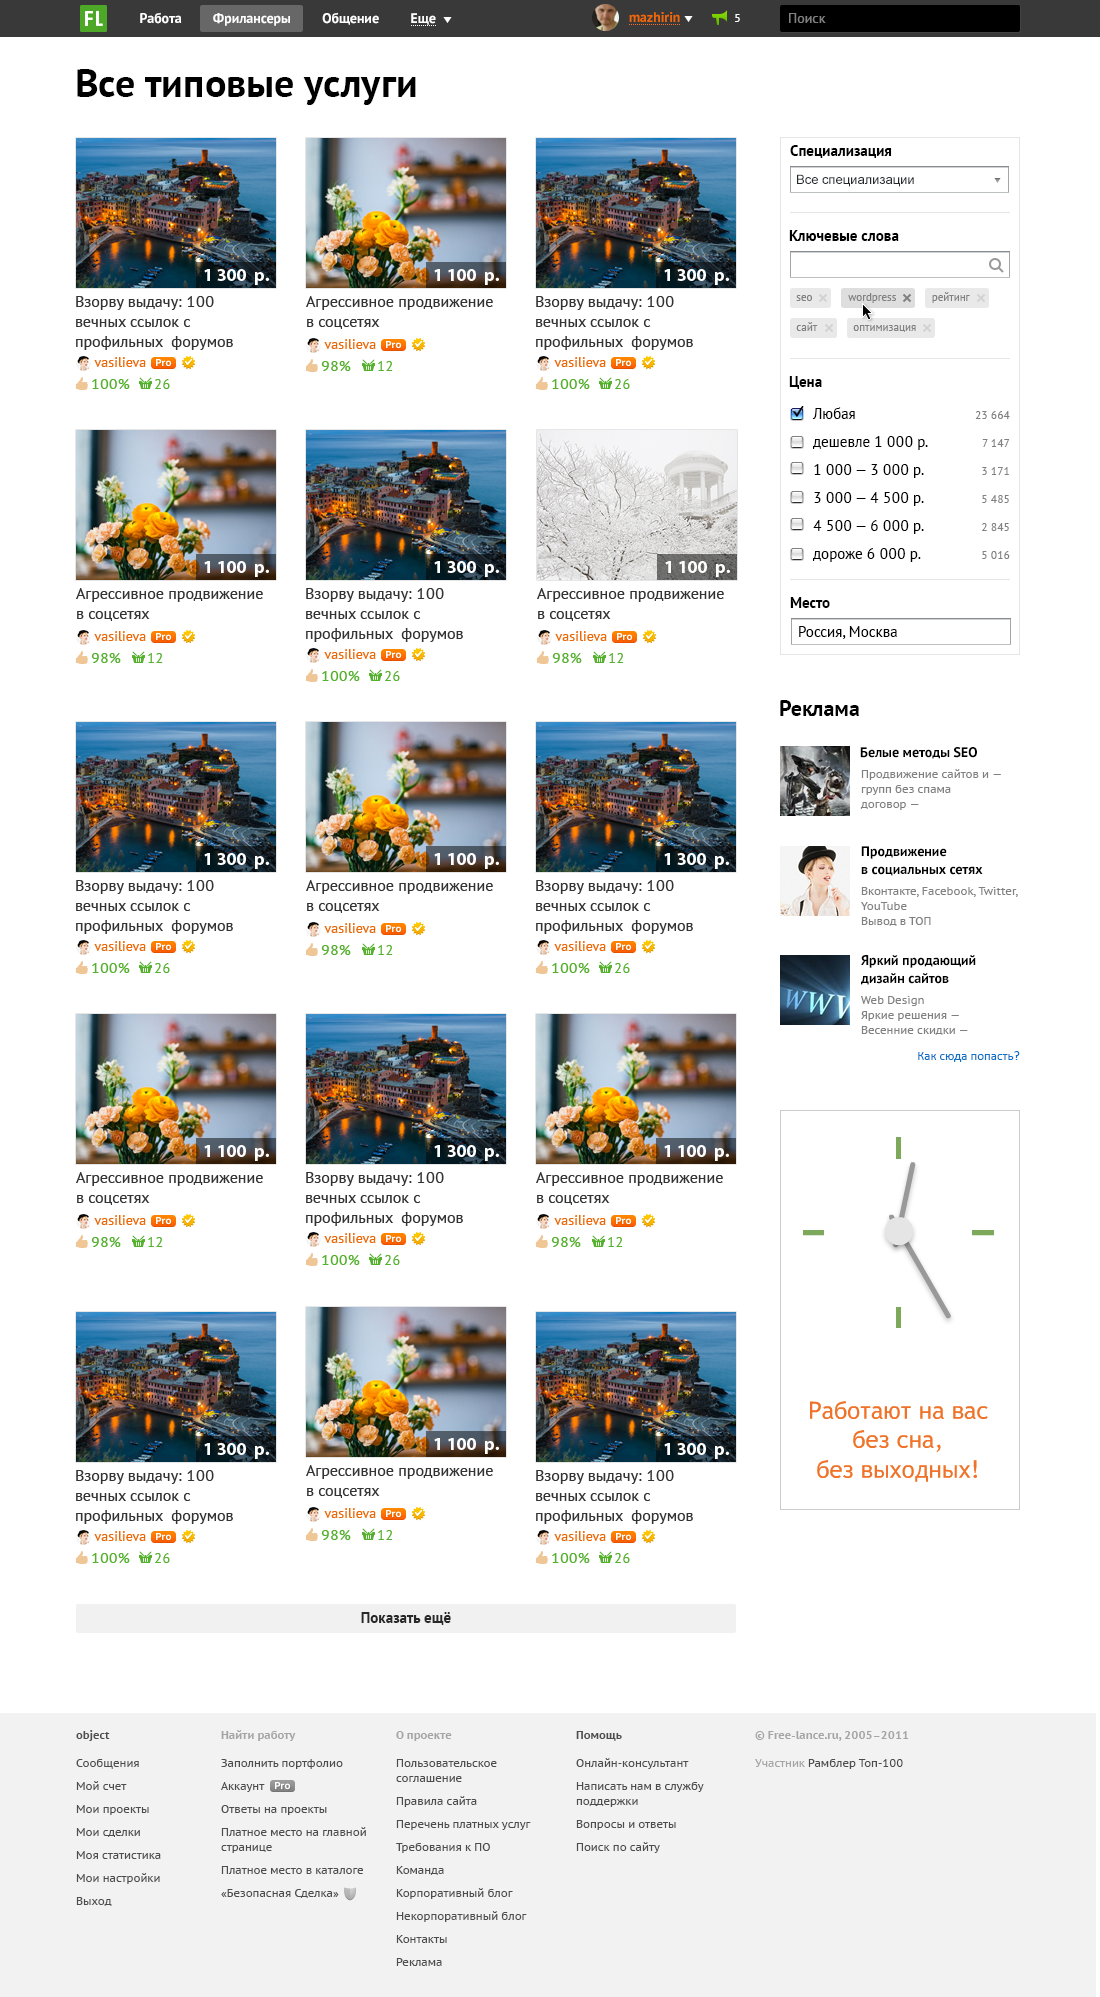 FL Работа Фрилансеры Общение Еще mazhirin 5 Поиск
Все типовые услуги
1 300 р.
Взорву выдачу: 100
вечных ссылок с
профильных форумов
vasilieva Pro
100% 26
1 100 р.
Агрессивное продвижение
в соцсетях
vasilieva Pro
98% 12
1 300 р.
Взорву выдачу: 100
вечных ссылок с
профильных форумов
vasilieva Pro
100% 26
1 100 р.
Агрессивное продвижение
в соцсетях
vasilieva Pro
98% 12
1 300 р.
Взорву выдачу: 100
вечных ссылок с
профильных форумов
vasilieva Pro
100% 26
1 100 р.
Агрессивное продвижение
в соцсетях
vasilieva Pro
98% 12
1 300 р.
Взорву выдачу: 100
вечных ссылок с
профильных форумов
vasilieva Pro
100% 26
1 100 р.
Агрессивное продвижение
в соцсетях
vasilieva Pro
98% 12
1 300 р.
Взорву выдачу: 100
вечных ссылок с
профильных форумов
vasilieva Pro
100% 26
1 100 р.
Агрессивное продвижение
в соцсетях
vasilieva Pro
98% 12
1 300 р.
Взорву выдачу: 100
вечных ссылок с
профильных форумов
vasilieva Pro
100% 26
1 100 р.
Агрессивное продвижение
в соцсетях
vasilieva Pro
98% 12
1 300 р.
Взорву выдачу: 100
вечных ссылок с
профильных форумов
vasilieva Pro
100% 26
1 100 р.
Агрессивное продвижение
в соцсетях
vasilieva Pro
98% 12
1 300 р.
Взорву выдачу: 100
вечных ссылок с
профильных форумов
vasilieva Pro
100% 26
Показать ещё
Специализация
Все специализации
Ключевые слова
seo wordpress рейтинг
сайт оптимизация
Цена
Любая 23 664
дешевле 1 000 р. 7 147
1 000 — 3 000 р. 3 171
3 000 — 4 500 р. 5 485
4 500 — 6 000 р. 2 845
дороже 6 000 р. 5 016
Место
Россия, Москва
Реклама
Белые методы SEO
Продвижение сайтов и —
групп без спама
договор —
Продвижение
в социальных сетях
Вконтакте, Facebook, Twitter,
YouTube
Вывод в ТОП
WWW
Яркий продающий
дизайн сайтов
Web Design
Яркие решения —
Весенние скидки —
Как сюда попасть?
Работают на вас
без сна,
без выходных!
object
Сообщения
Мой счет
Мои проекты
Мои сделки
Моя статистика
Мои настройки
Выход
Найти работу
Заполнить портфолио
Аккаунт Pro
Ответы на проекты
Платное место на главной
странице
Платное место в каталоге
«Безопасная Сделка»
О проекте
Пользовательское
соглашение
Правила сайта
Перечень платных услуг
Требования к ПО
Команда
Корпоративный блог
Некорпоративный блог
Контакты
Реклама
Помощь
Онлайн-консультант
Написать нам в службу
поддержки
Вопросы и ответы
Поиск по сайту
© Free-lance.ru, 2005–2011
Участник Рамблер Топ-100